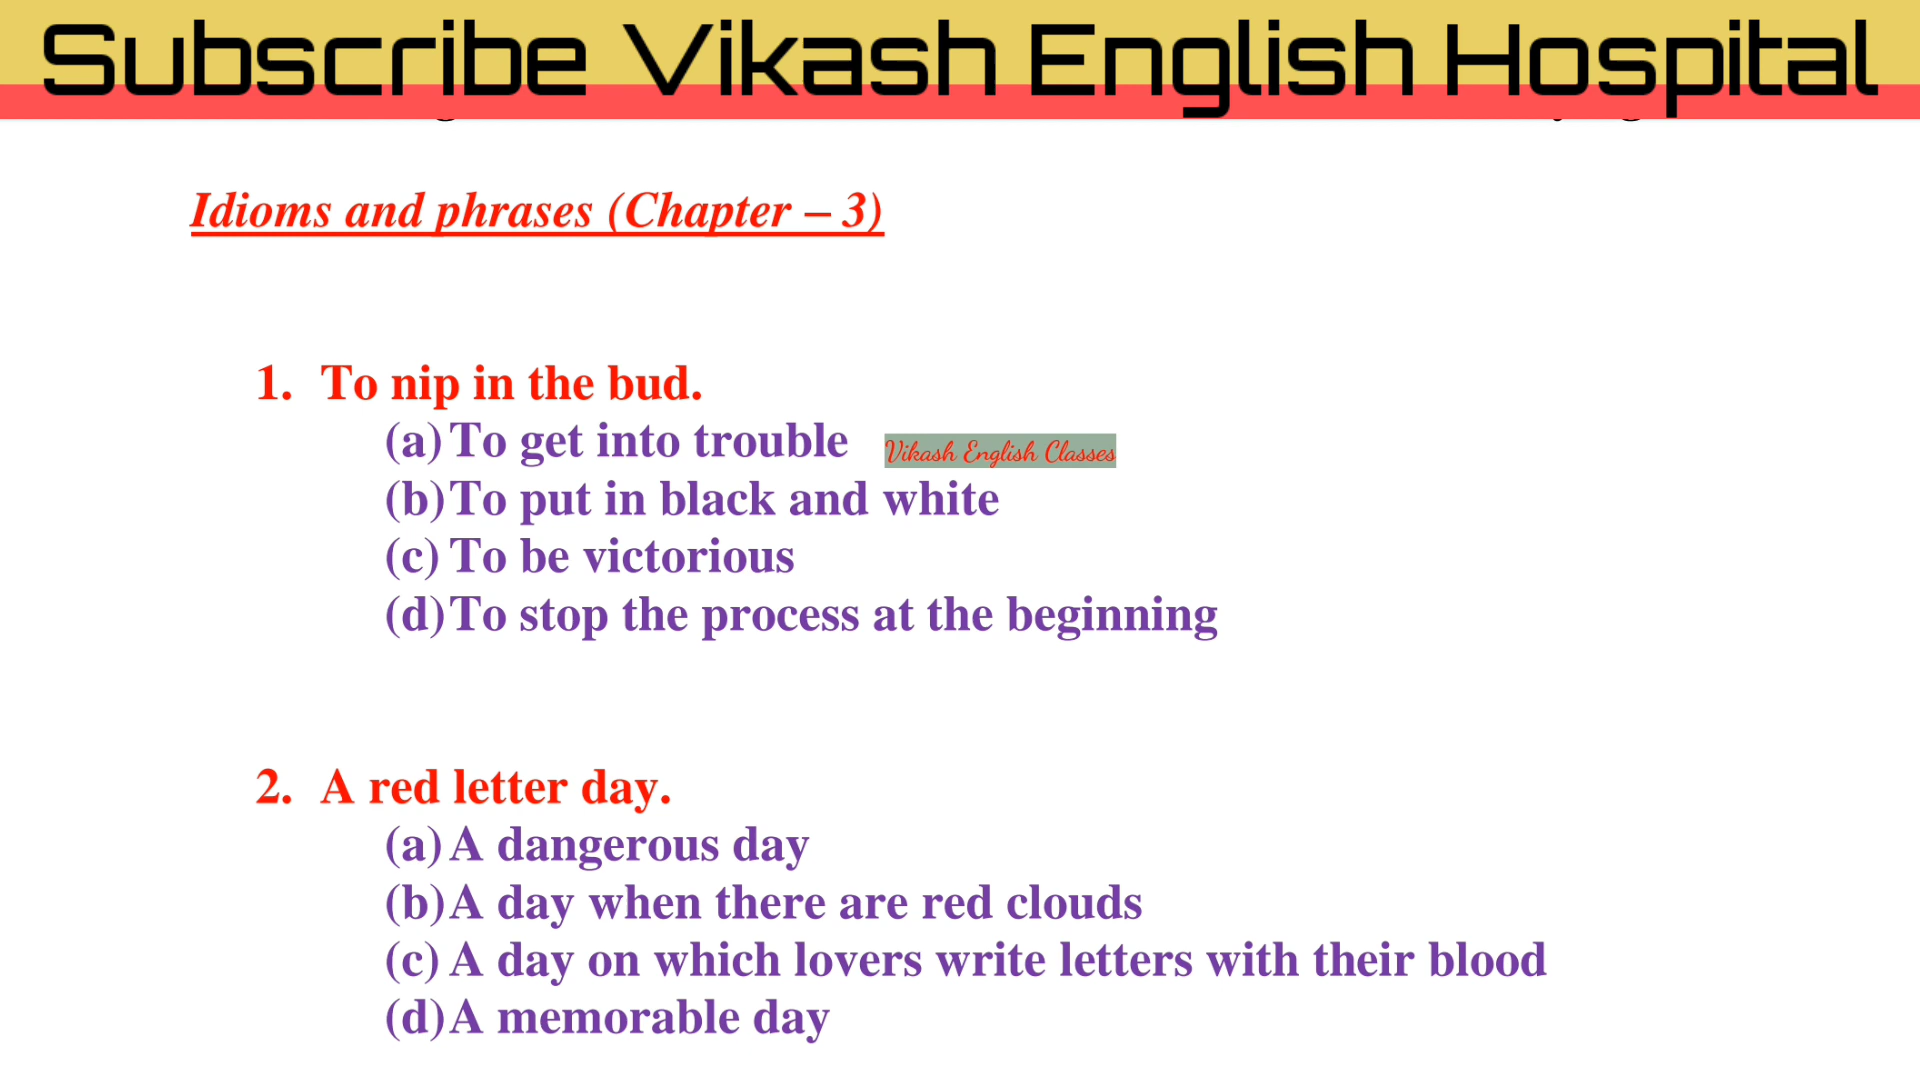 Subscribe Vikash English Hospital
Idioms and phrases (Chapter – 3)
1. To nip in the bud.
(a) To get into trouble
Vikash English Classes
(b) To put in black and white
(c) To be victorious
(d) To stop the process at the beginning
2. A red letter day.
(a) A dangerous day
(b) A day when there are red clouds
(c) A day on which lovers write letters with their blood
(d) A memorable day